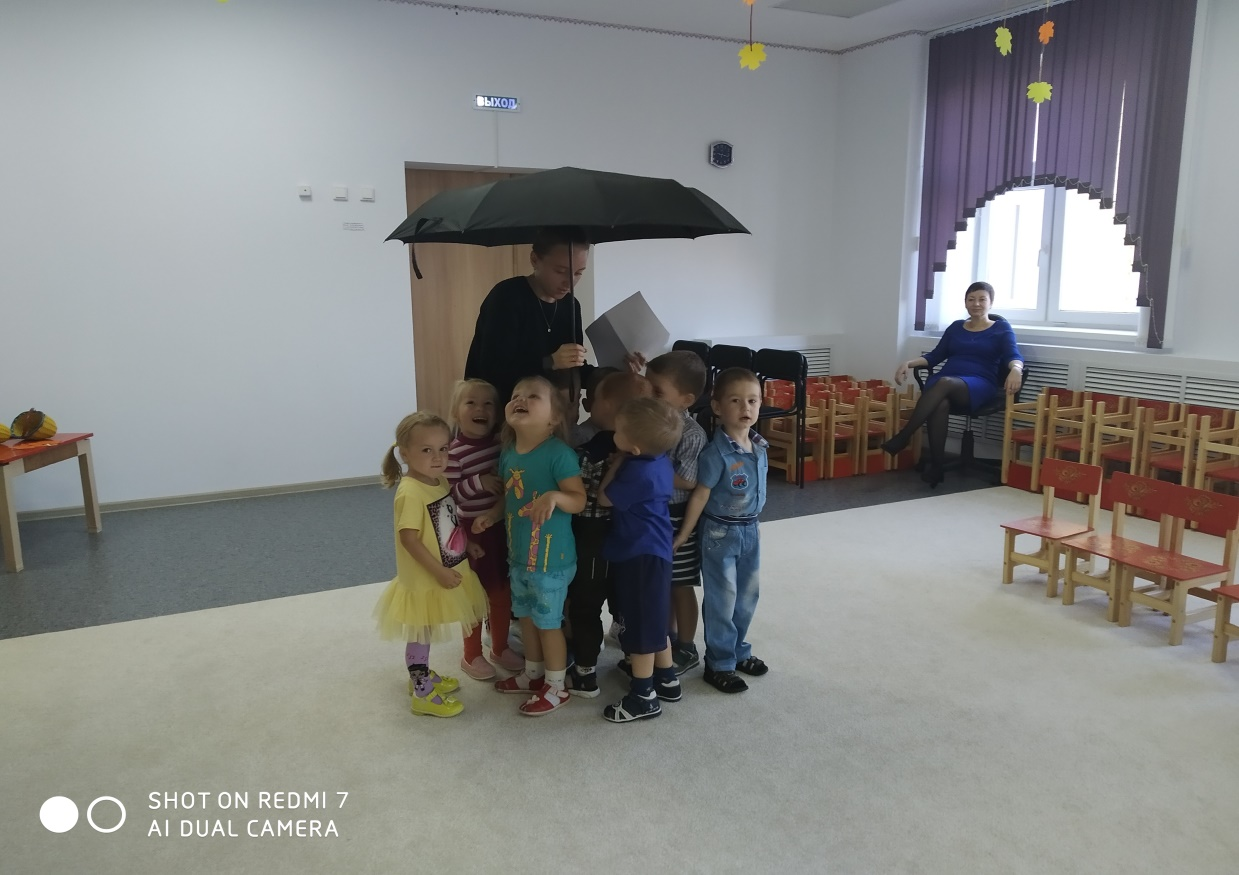 ВЫХОД
SHOT ON REDMI 7
AI DUAL CAMERA